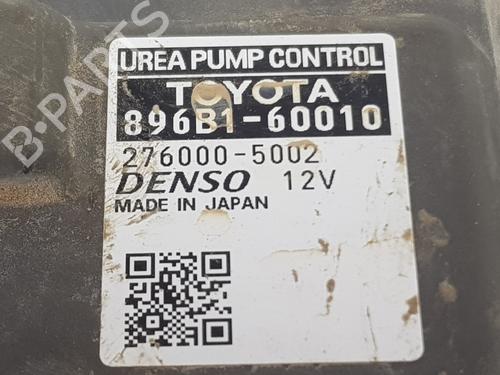 UREA PUMP CONTROL
TOYOTA
896B1-60010
276000-5002
DENSO 12V
MADE IN JAPAN
B-PARTS